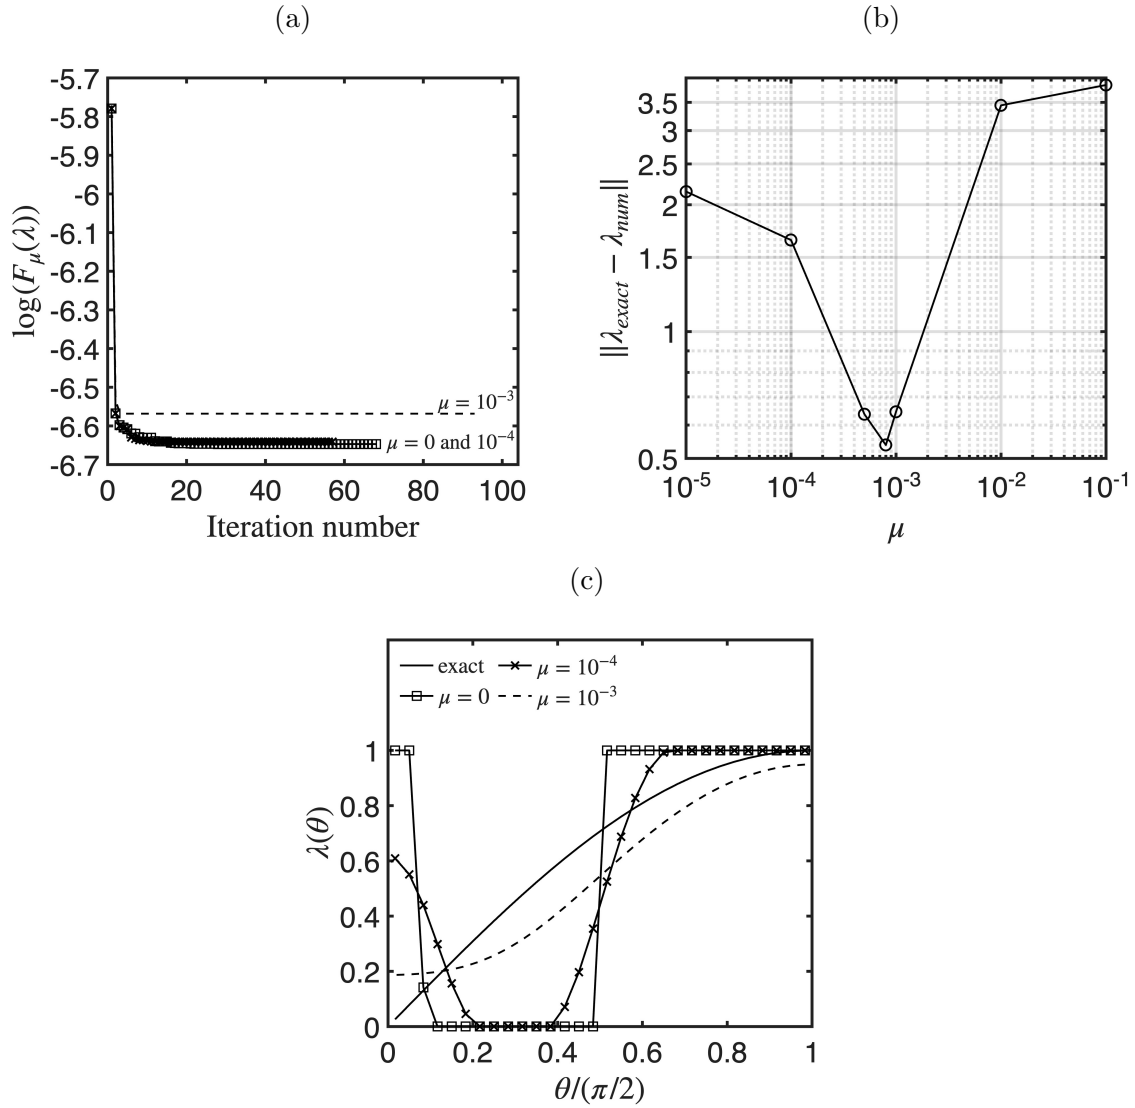 (a)
-5.7
-5.8
-5.9
-6
-6.1
-6.2
-6.3
-6.4
-6.5
-6.6
-6.7
log(F_μ(λ))
μ = 10^{-3}
μ = 0 and 10^{-4}
0 20 40 60 80 100
Iteration number
(b)
3.5
3
2.5
2
1.5
1
0.5
||λ_{exact} − λ_{num}||
10^{-5} 10^{-4} 10^{-3} 10^{-2} 10^{-1}
μ
(c)
exact μ = 10^{-4}
μ = 0 μ = 10^{-3}
1
0.8
0.6
0.4
0.2
0
λ(θ)
0 0.2 0.4 0.6 0.8 1
θ/(π/2)